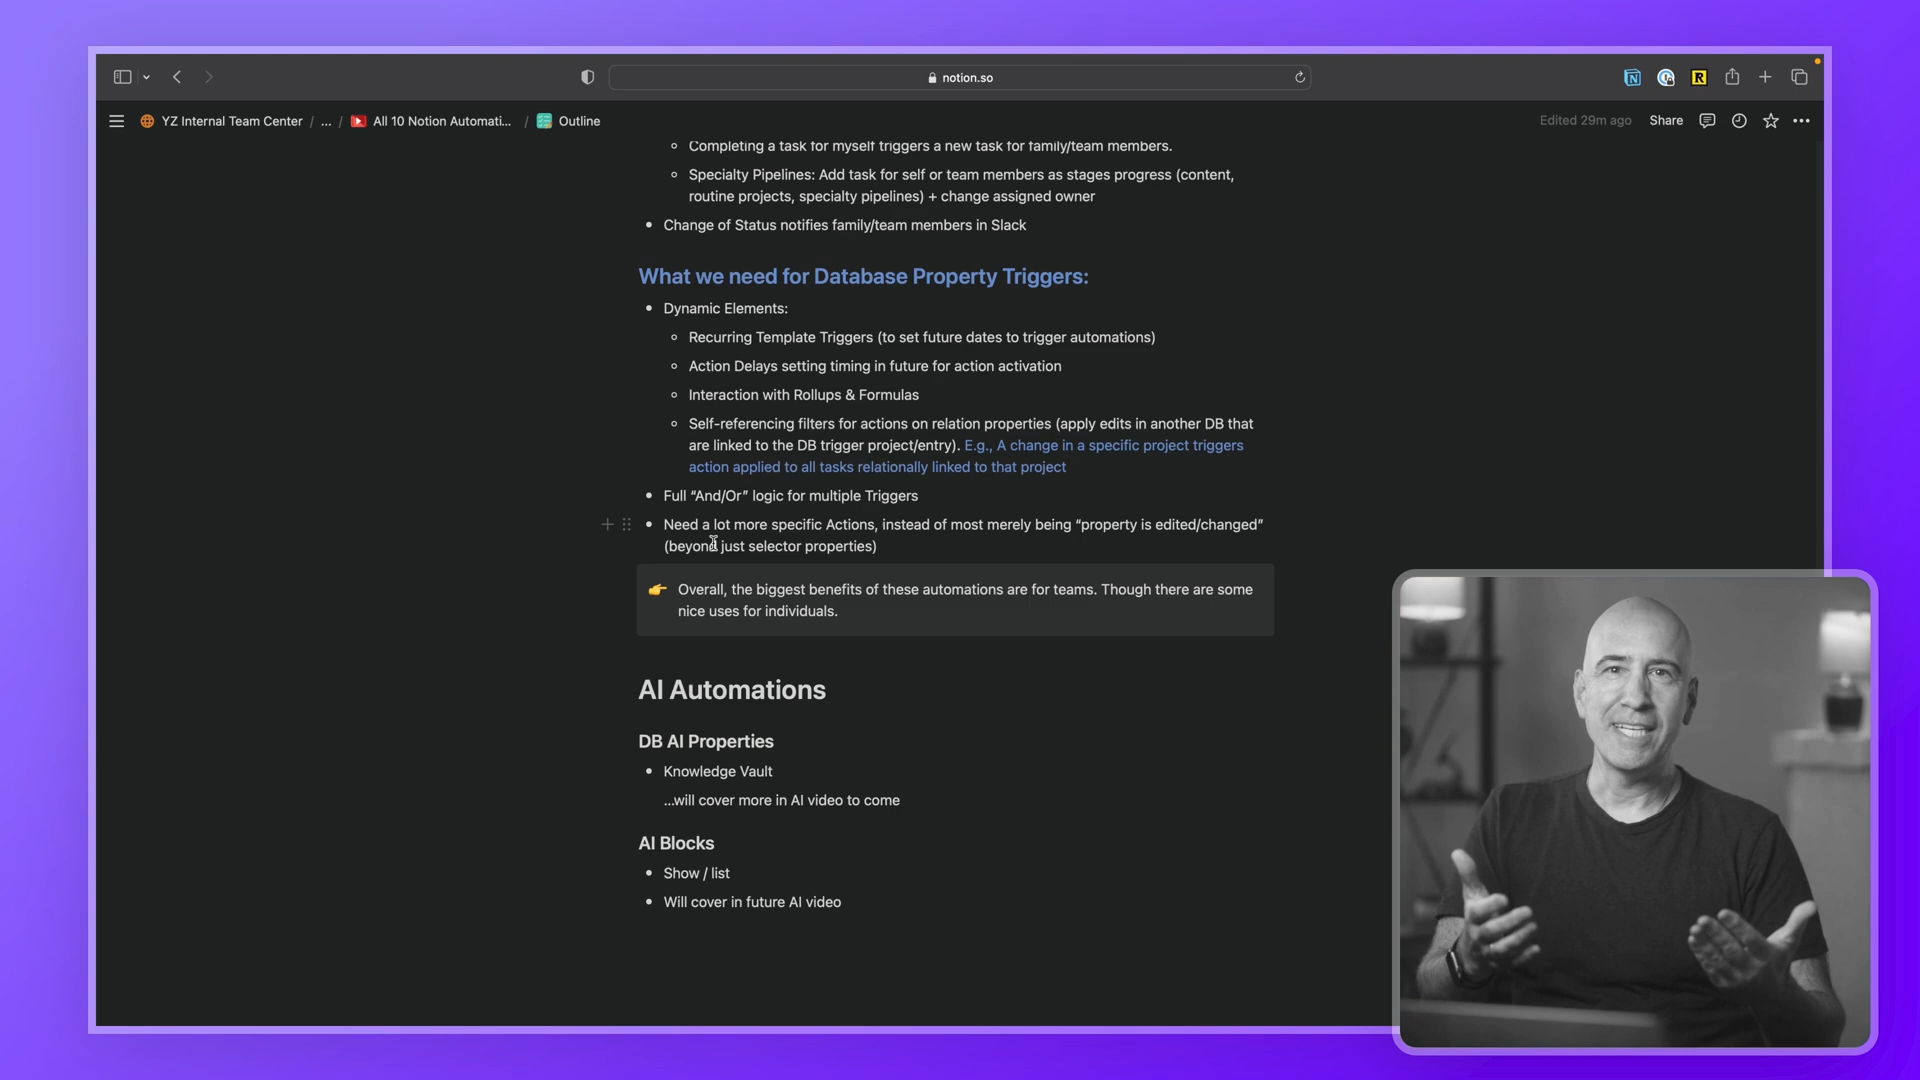 notion.so
YZ Internal Team Center / ... / All 10 Notion Automati... / Outline
Edited 29m ago Share
Completing a task for myself triggers a new task for family/team members.
Specialty Pipelines: Add task for self or team members as stages progress (content,
routine projects, specialty pipelines) + change assigned owner
Change of Status notifies family/team members in Slack
What we need for Database Property Triggers:
Dynamic Elements:
Recurring Template Triggers (to set future dates to trigger automations)
Action Delays setting timing in future for action activation
Interaction with Rollups & Formulas
Self-referencing filters for actions on relation properties (apply edits in another DB that
are linked to the DB trigger project/entry). E.g., A change in a specific project triggers
action applied to all tasks relationally linked to that project
Full “And/Or” logic for multiple Triggers
Need a lot more specific Actions, instead of most merely being “property is edited/changed”
(beyond just selector properties)
Overall, the biggest benefits of these automations are for teams. Though there are some
nice uses for individuals.
AI Automations
DB AI Properties
Knowledge Vault
...will cover more in AI video to come
AI Blocks
Show / list
Will cover in future AI video